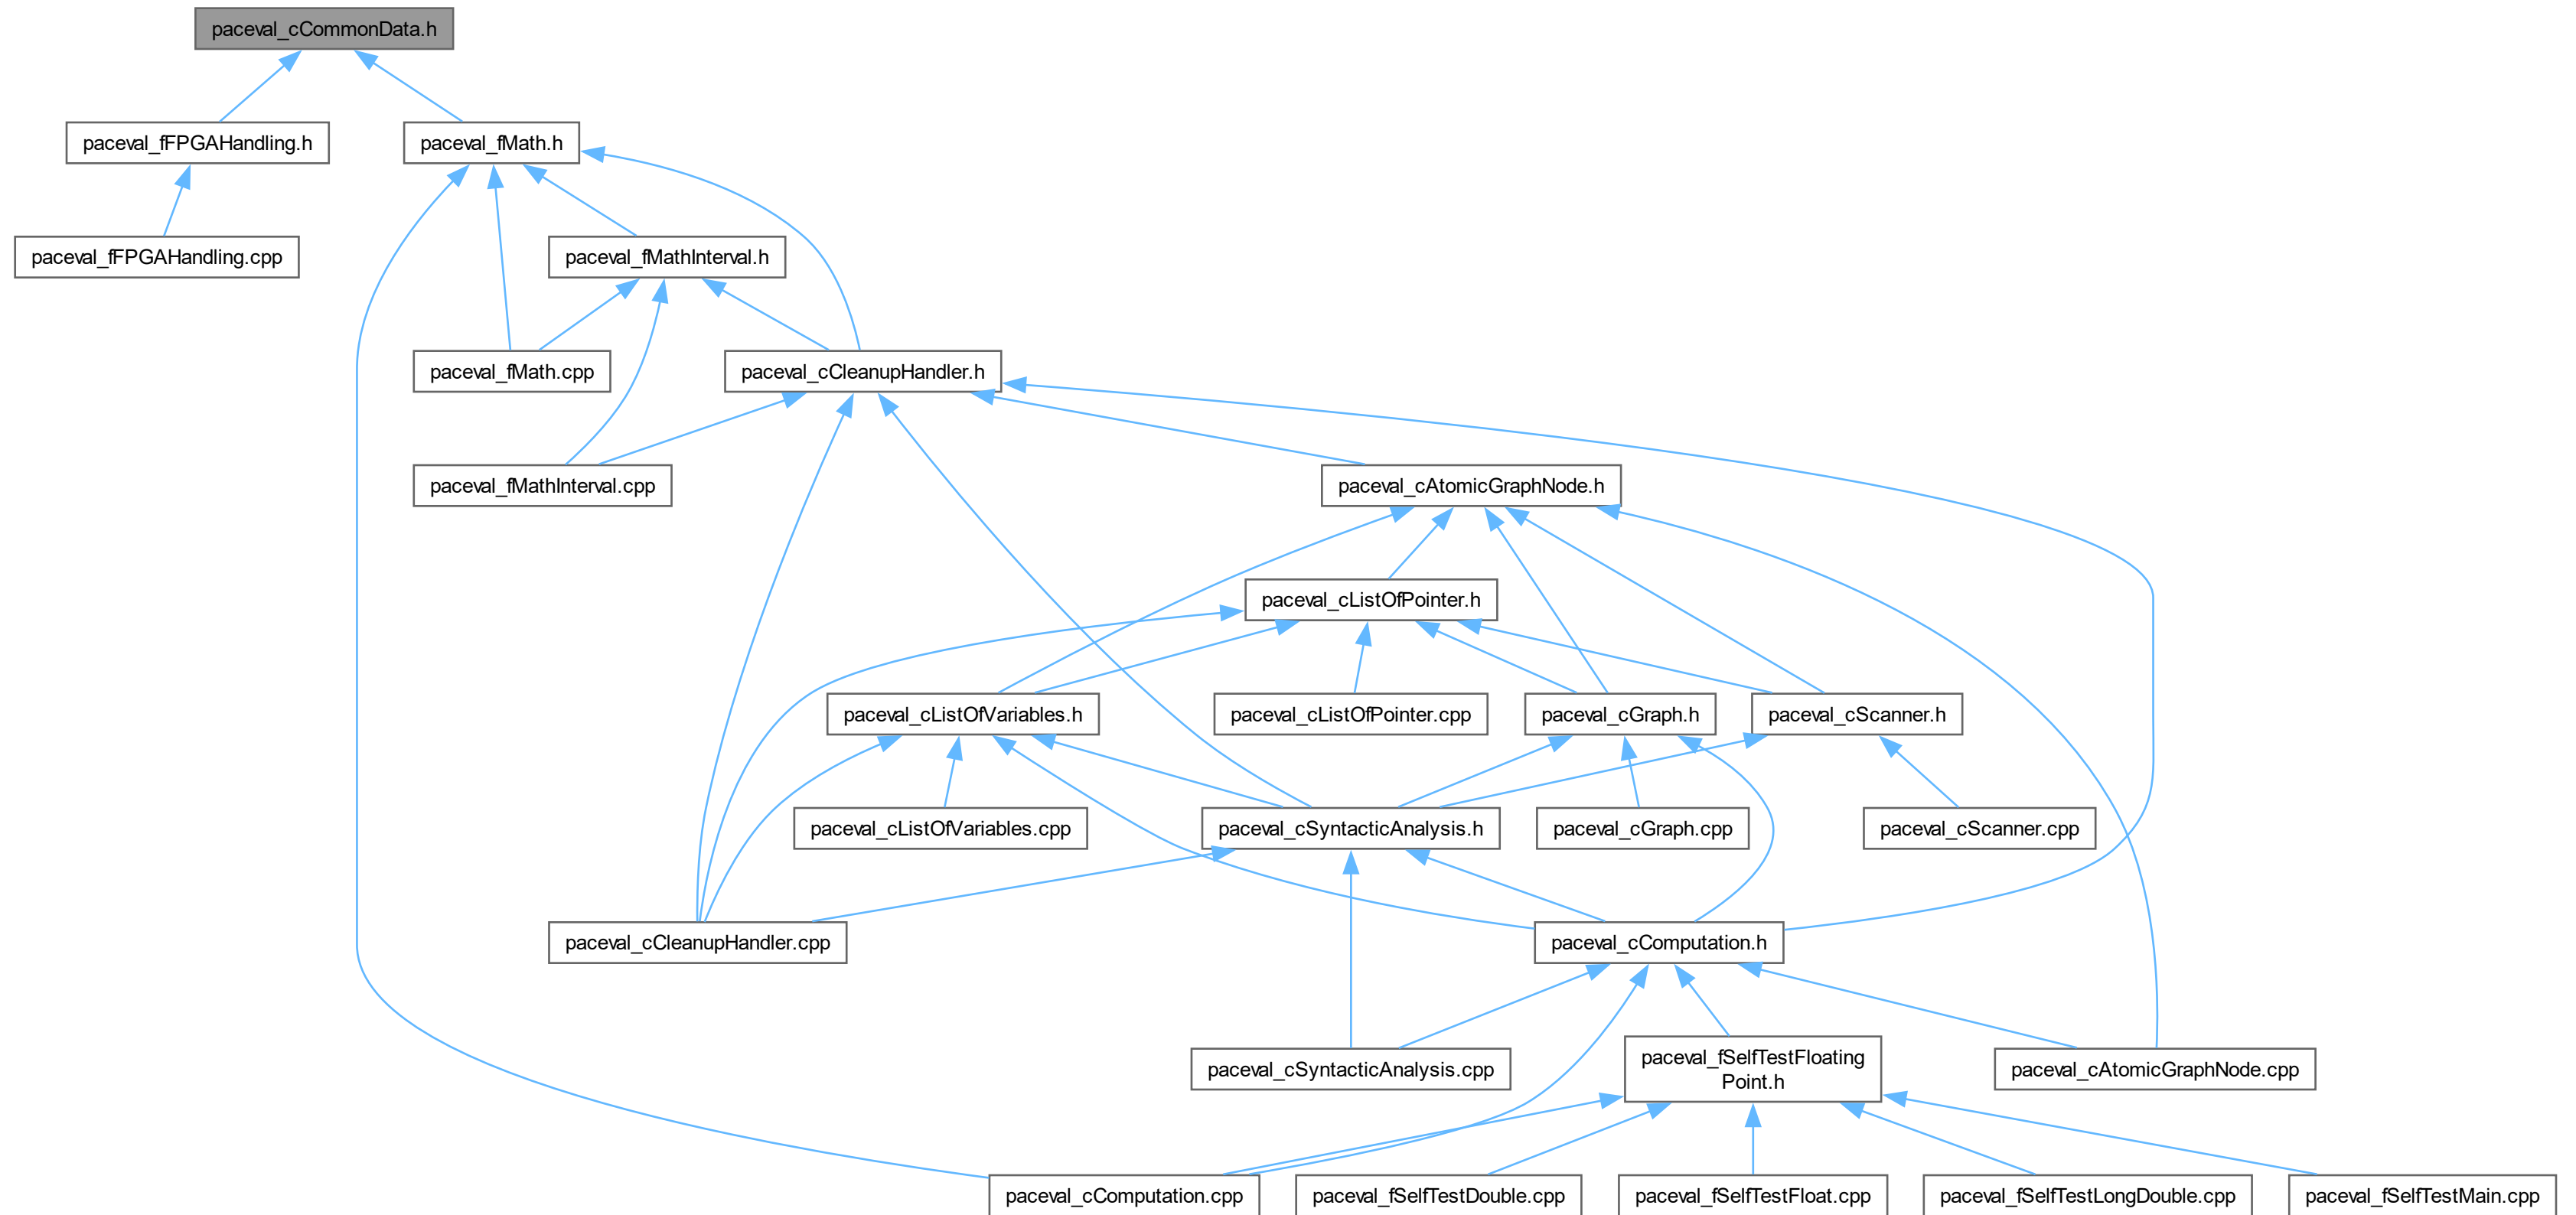 paceval_cCommonData.h
paceval_fFPGAHandling.h
paceval_fMath.h
paceval_fFPGAHandling.cpp
paceval_fMathInterval.h
paceval_fMath.cpp
paceval_cCleanupHandler.h
paceval_fMathInterval.cpp
paceval_cAtomicGraphNode.h
paceval_cListOfPointer.h
paceval_cListOfVariables.h
paceval_cListOfPointer.cpp
paceval_cGraph.h
paceval_cScanner.h
paceval_cListOfVariables.cpp
paceval_cSyntacticAnalysis.h
paceval_cGraph.cpp
paceval_cScanner.cpp
paceval_cCleanupHandler.cpp
paceval_cComputation.h
paceval_cSyntacticAnalysis.cpp
paceval_fSelfTestFloating
Point.h
paceval_cAtomicGraphNode.cpp
paceval_cComputation.cpp
paceval_fSelfTestDouble.cpp
paceval_fSelfTestFloat.cpp
paceval_fSelfTestLongDouble.cpp
paceval_fSelfTestMain.cpp